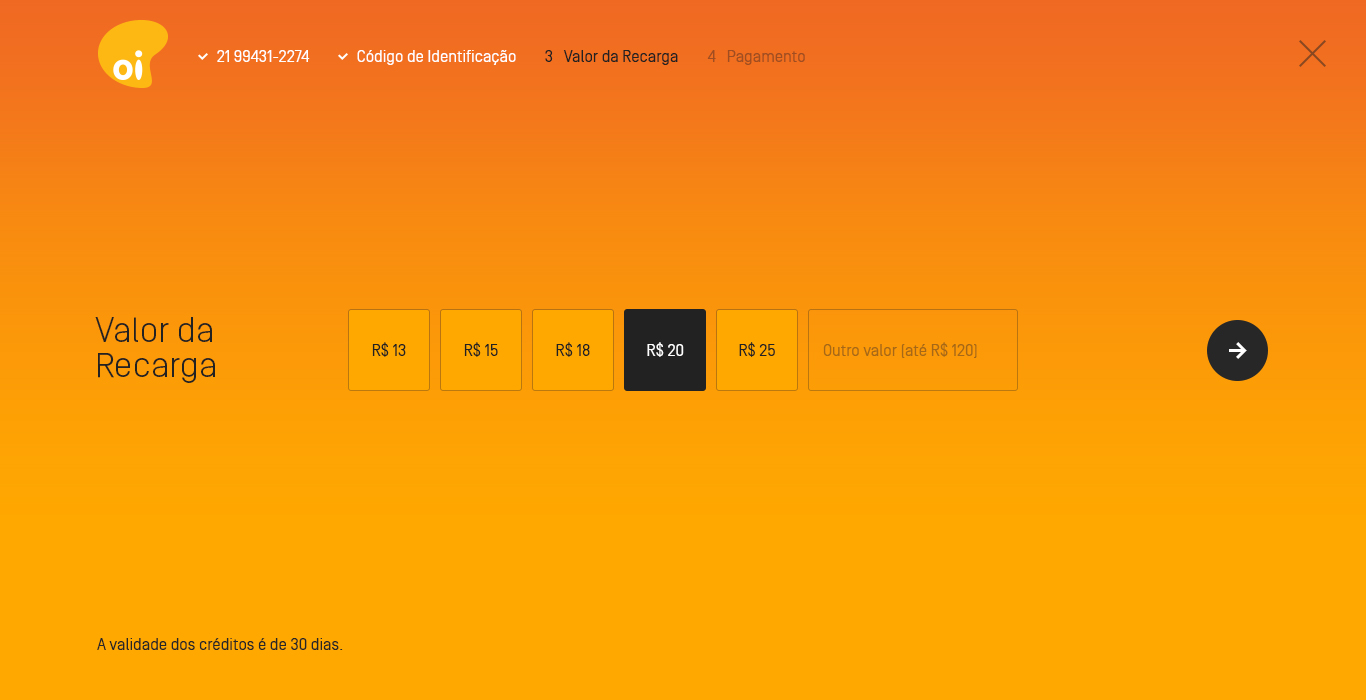 oi
21 99431-2274
Código de Identificação
3 Valor da Recarga
4 Pagamento
Valor da
Recarga
R$ 13
R$ 15
R$ 18
R$ 20
R$ 25
Outro valor (até R$ 120)
A validade dos créditos é de 30 dias.